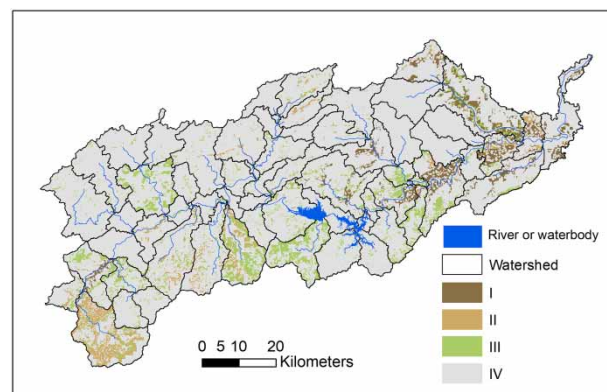 River or waterbody
Watershed
I
II
III
IV
0 5 10 20
Kilometers